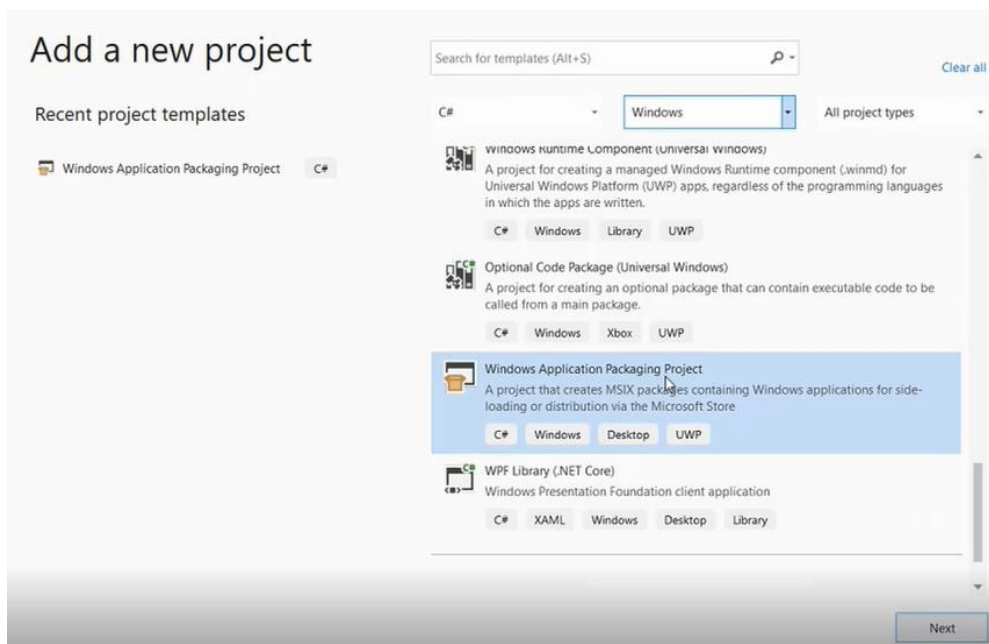 Add a new project
Search for templates (Alt+S)
Clear all
Recent project templates
C#
Windows
All project types
Windows Application Packaging Project
C#
Windows Runtime Component (Universal Windows)
A project for creating a managed Windows Runtime component (.winmd) for
Universal Windows Platform (UWP) apps, regardless of the programming languages
in which the apps are written.
C# Windows Library UWP
Optional Code Package (Universal Windows)
A project for creating an optional package that can contain executable code to be
called from a main package.
C# Windows Xbox UWP
Windows Application Packaging Project
A project that creates MSIX packages containing Windows applications for side-
loading or distribution via the Microsoft Store
C# Windows Desktop UWP
WPF Library (.NET Core)
Windows Presentation Foundation client application
C# XAML Windows Desktop Library
Next